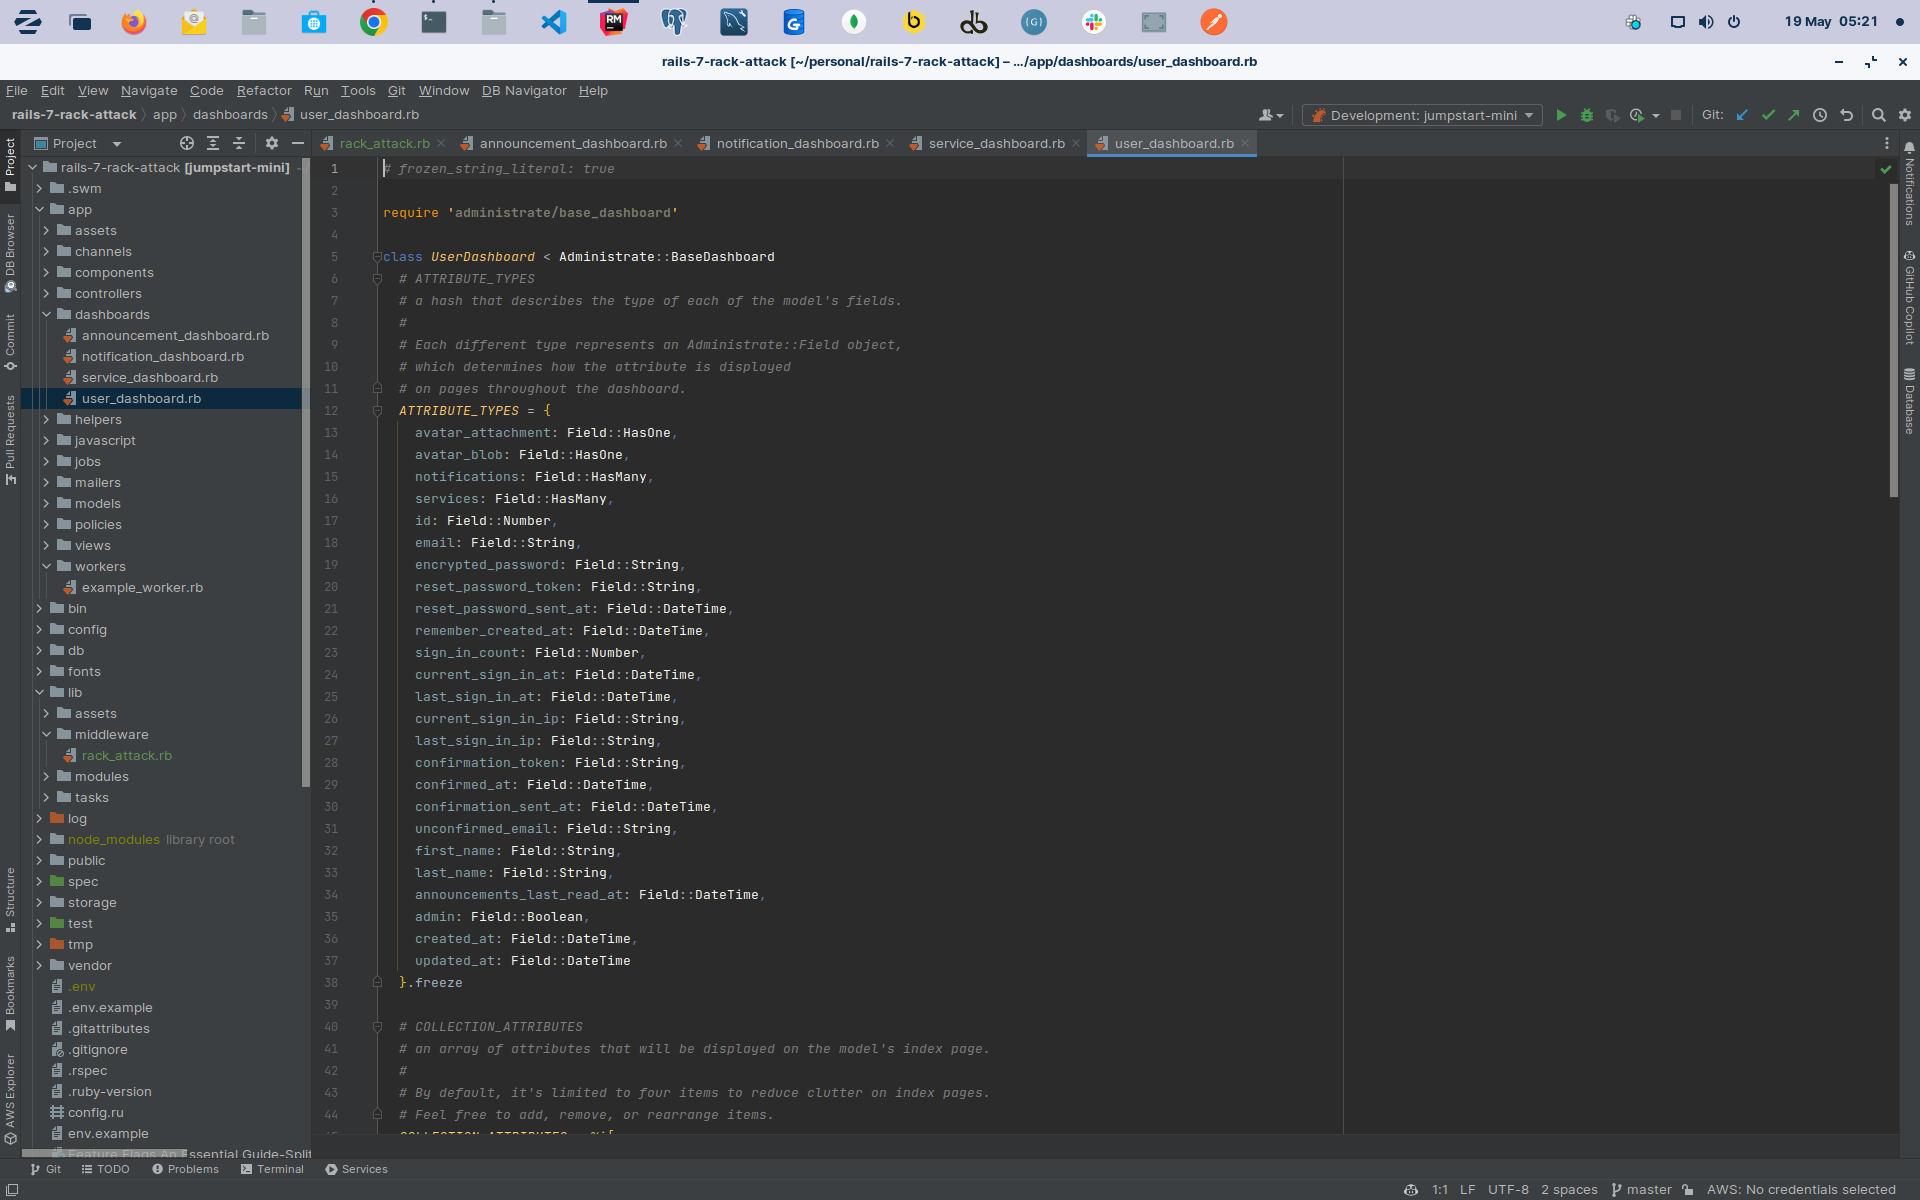 19 May 05:21
rails-7-rack-attack [~/personal/rails-7-rack-attack] – .../app/dashboards/user_dashboard.rb
File Edit View Navigate Code Refactor Run Tools Git Window DB Navigator Help
rails-7-rack-attack app dashboards user_dashboard.rb
Development: jumpstart-mini
Git:
Project
rack_attack.rb announcement_dashboard.rb notification_dashboard.rb service_dashboard.rb user_dashboard.rb
Project
DB Browser
Commit
Pull Requests
Structure
Bookmarks
AWS Explorer
rails-7-rack-attack [jumpstart-mini]
.swm
app
assets
channels
components
controllers
dashboards
announcement_dashboard.rb
notification_dashboard.rb
service_dashboard.rb
user_dashboard.rb
helpers
javascript
jobs
mailers
models
policies
views
workers
example_worker.rb
bin
config
db
fonts
lib
assets
middleware
rack_attack.rb
modules
tasks
log
node_modules library root
public
spec
storage
test
tmp
vendor
.env
.env.example
.gitattributes
.gitignore
.rspec
.ruby-version
config.ru
env.example
Feature Flags An Essential Guide-Split
1 # frozen_string_literal: true
2
3 require 'administrate/base_dashboard'
4
5 class UserDashboard < Administrate::BaseDashboard
6 # ATTRIBUTE_TYPES
7 # a hash that describes the type of each of the model's fields.
8 #
9 # Each different type represents an Administrate::Field object,
10 # which determines how the attribute is displayed
11 # on pages throughout the dashboard.
12 ATTRIBUTE_TYPES = {
13 avatar_attachment: Field::HasOne,
14 avatar_blob: Field::HasOne,
15 notifications: Field::HasMany,
16 services: Field::HasMany,
17 id: Field::Number,
18 email: Field::String,
19 encrypted_password: Field::String,
20 reset_password_token: Field::String,
21 reset_password_sent_at: Field::DateTime,
22 remember_created_at: Field::DateTime,
23 sign_in_count: Field::Number,
24 current_sign_in_at: Field::DateTime,
25 last_sign_in_at: Field::DateTime,
26 current_sign_in_ip: Field::String,
27 last_sign_in_ip: Field::String,
28 confirmation_token: Field::String,
29 confirmed_at: Field::DateTime,
30 confirmation_sent_at: Field::DateTime,
31 unconfirmed_email: Field::String,
32 first_name: Field::String,
33 last_name: Field::String,
34 announcements_last_read_at: Field::DateTime,
35 admin: Field::Boolean,
36 created_at: Field::DateTime,
37 updated_at: Field::DateTime
38 }.freeze
39
40 # COLLECTION_ATTRIBUTES
41 # an array of attributes that will be displayed on the model's index page.
42 #
43 # By default, it's limited to four items to reduce clutter on index pages.
44 # Feel free to add, remove, or rearrange items.
Notifications
GitHub Copilot
Database
Git TODO Problems Terminal Services
1:1 LF UTF-8 2 spaces master AWS: No credentials selected